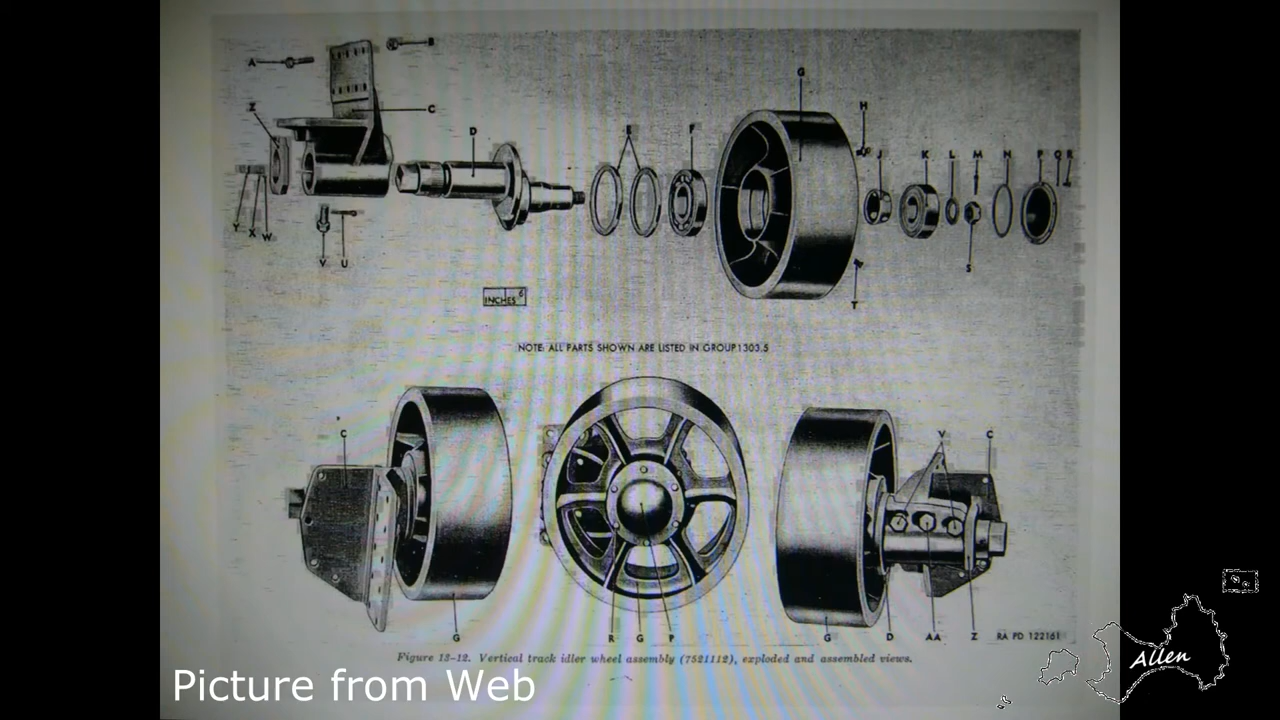 A
B
Z
C
D
E
F
G
H
J
K
L
M
N
P
Q
R
Y
X
W
V
U
S
T
INCHES 6
NOTE: ALL PARTS SHOWN ARE LISTED IN GROUP 1303.5
C
V
C
G
R
G
P
G
D
AA
Z
RA PD 122161
Figure 13-12. Vertical track idler wheel assembly (7521112), exploded and assembled views.
Picture from Web
Allen